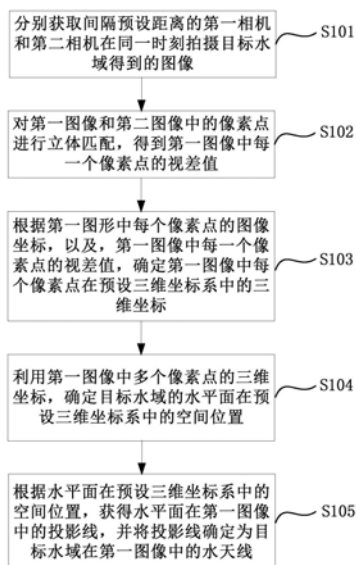 分别获取间隔预设距离的第一相机
和第二相机在同一时刻拍摄目标水
域得到的图像
S101
对第一图像和第二图像中的像素点
进行立体匹配，得到第一图像中每
一个像素点的视差值
S102
根据第一图形中每个像素点的图像
坐标，以及，第一图像中每一个像
素点的视差值，确定第一图像中每
个像素点在预设三维坐标系中的三
维坐标
S103
利用第一图像中多个像素点的三维
坐标，确定目标水域的水平面在预
设三维坐标系中的空间位置
S104
根据水平面在预设三维坐标系中的
空间位置，获得水平面在第一图像
中的投影线，并将投影线确定为目
标水域在第一图像中的水天线
S105